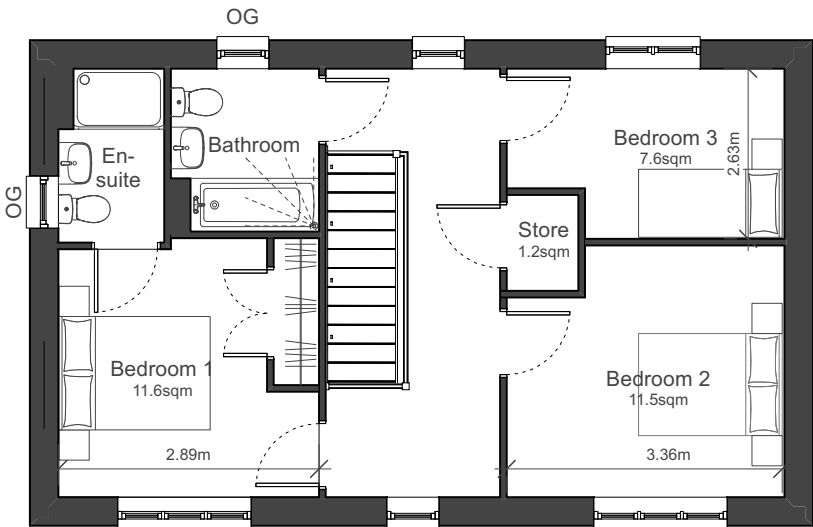 OG
En-
suite
Bathroom
Bedroom 3
7.6sqm
2.63m
OG
Store
1.2sqm
Bedroom 1
11.6sqm
Bedroom 2
11.5sqm
2.89m
3.36m